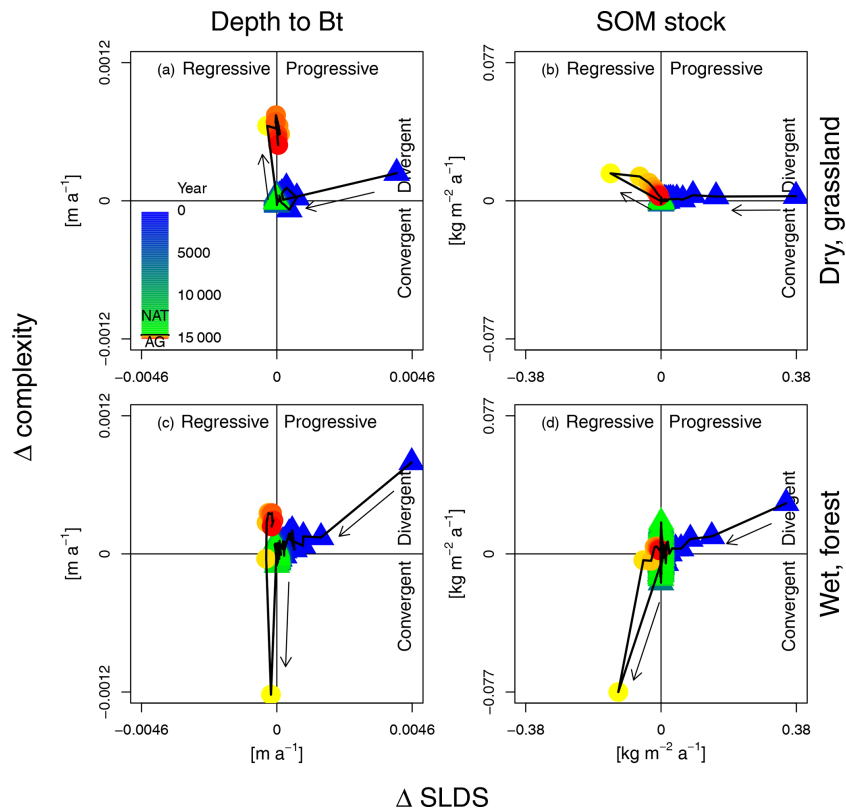 Depth to Bt
SOM stock
(a) Regressive Progressive
(b) Regressive Progressive
0.0012
0
−0.0012
[m a⁻¹]
Divergent
Convergent
Year
0
5000
10 000
15 000
NAT
AG
−0.0046 0 0.0046
0.077
0
−0.077
[kg m⁻² a⁻¹]
Divergent
Convergent
−0.38 0 0.38
Dry, grassland
Δ complexity
(c) Regressive Progressive
(d) Regressive Progressive
0.0012
0
−0.0012
[m a⁻¹]
Divergent
Convergent
−0.0046 0 0.0046
[m a⁻¹]
0.077
0
−0.077
[kg m⁻² a⁻¹]
Divergent
Convergent
−0.38 0 0.38
[kg m⁻² a⁻¹]
Wet, forest
Δ SLDS